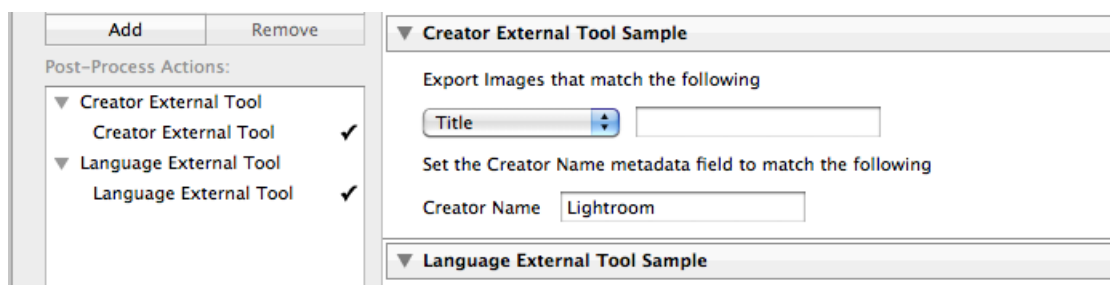 Add Remove
Post-Process Actions:
Creator External Tool
Creator External Tool ✔
Language External Tool
Language External Tool ✔
Creator External Tool Sample
Export Images that match the following
Title
Set the Creator Name metadata field to match the following
Creator Name Lightroom
Language External Tool Sample